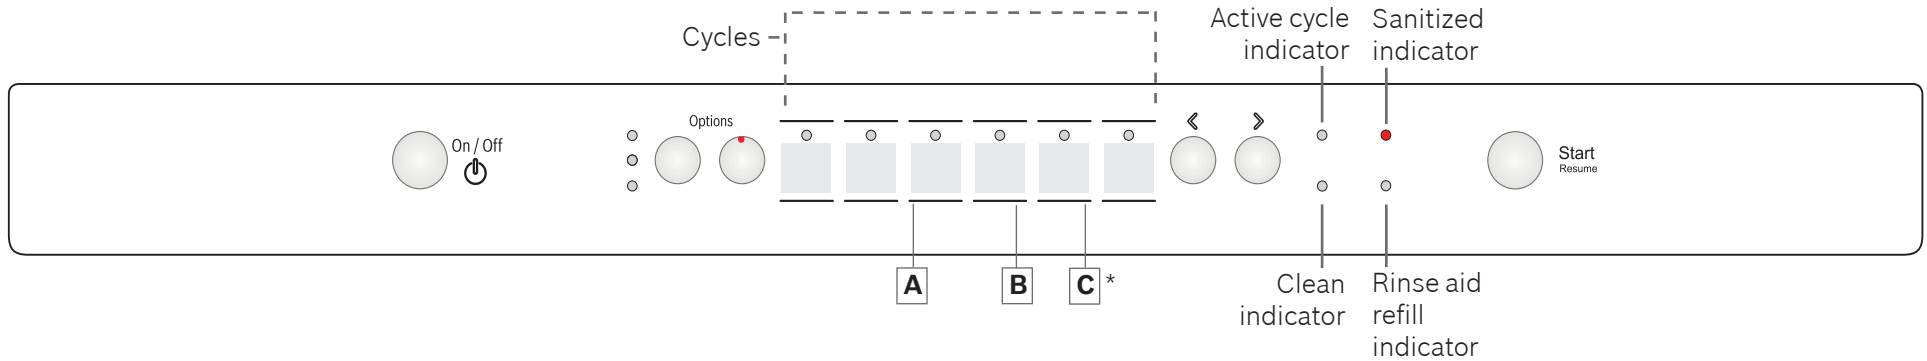 Cycles
Active cycle
indicator
Sanitized
indicator
On / Off
Options
Start
Resume
A
B
C *
Clean
indicator
Rinse aid
refill
indicator